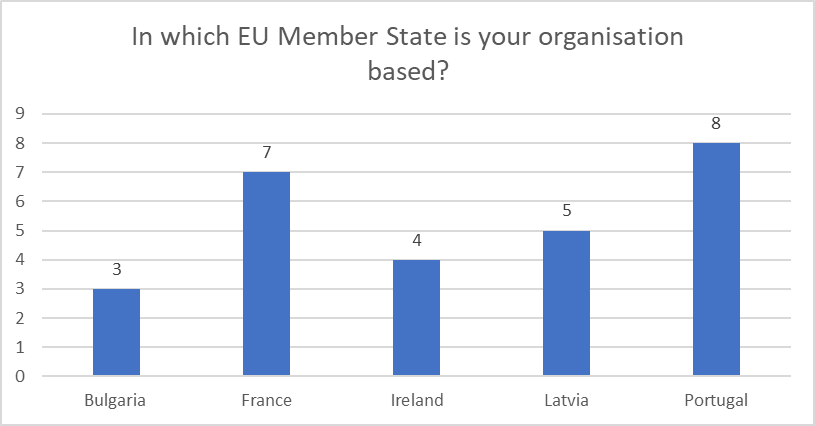 In which EU Member State is your organisation
based?
9
8
7
6
5
4
3
2
1
0
3
7
4
5
8
Bulgaria
France
Ireland
Latvia
Portugal